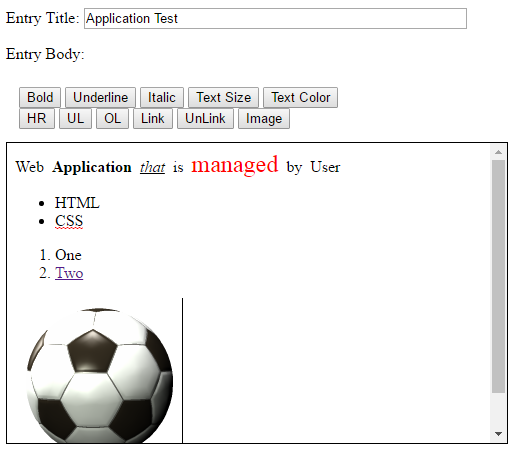 Entry Title: Application Test
Entry Body:
Bold Underline Italic Text Size Text Color
HR UL OL Link UnLink Image
Web Application that is managed by User
HTML
CSS
1. One
2. Two